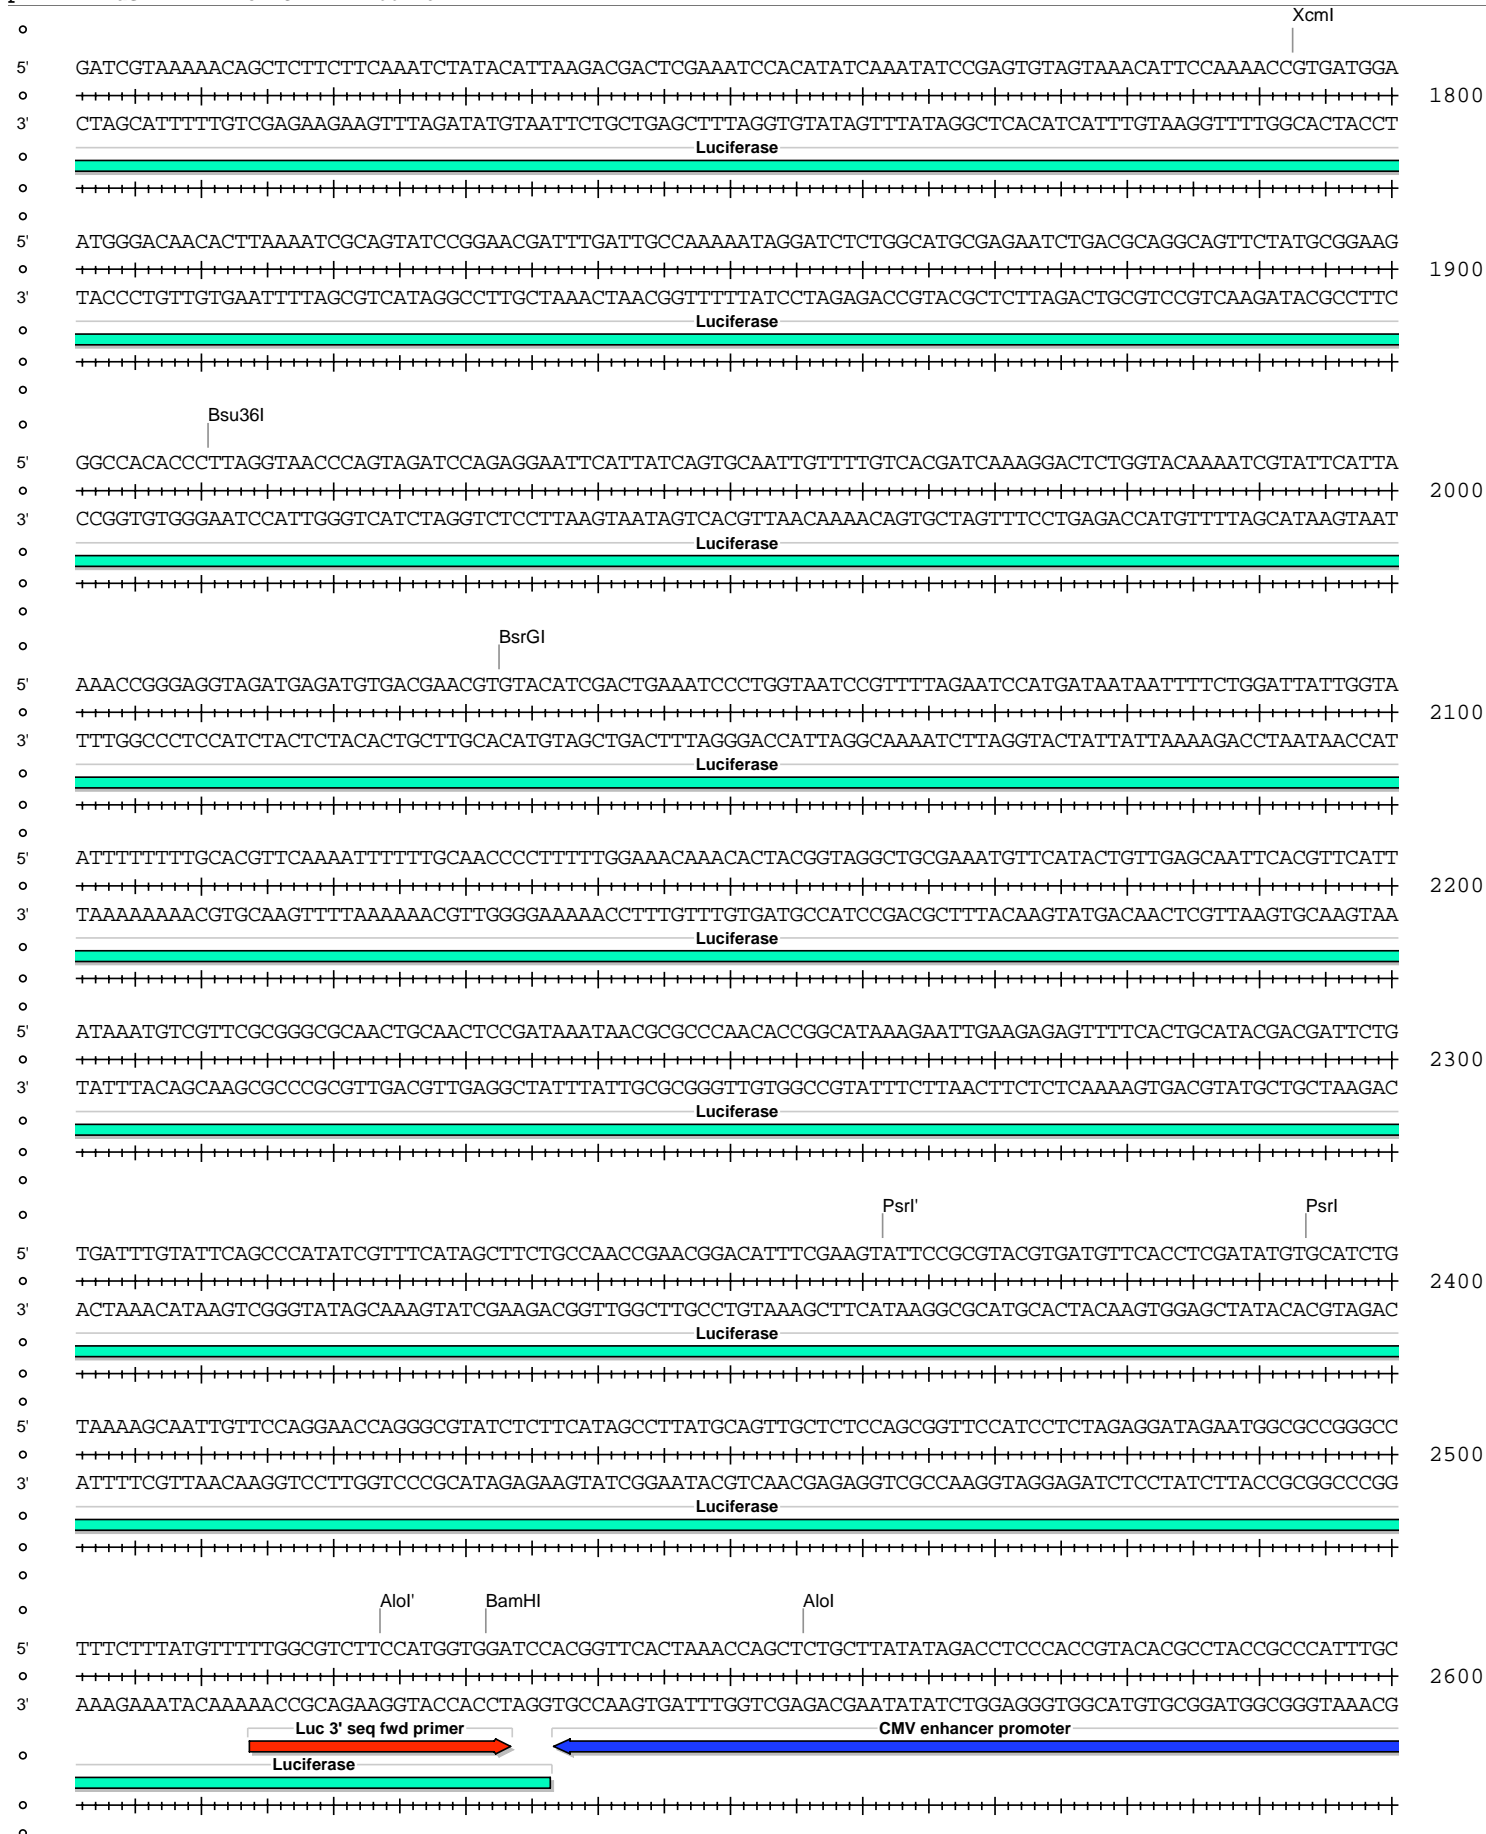 XcmI
5' GATCGTAAAAACAGCTCTTCTTCAAATCTATACATTAAGACGACTCGAAATCCACATATCAAATATCCGAGTGTAGTAAACATTCCAAAACCGTGATGGA
1800
3' CTAGCATTTTTGTCGAGAAGAAGTTTAGATATGTAATTCTGCTGAGCTTTAGGTGTATAGTTTATAGGCTCACATCATTTGTAAGGTTTTGGCACTACCT
Luciferase
5' ATGGGACAACACTTAAAATCGCAGTATCCGGAACGATTTGATTGCCAAAAATAGGATCTCTGGCATGCGAGAATCTGACGCAGGCAGTTCTATGCGGAAG
1900
3' TACCCTGTTGTGAATTTTAGCGTCATAGGCCTTGCTAAACTAACGGTTTTTATCCTAGAGACCGTACGCTCTTAGACTGCGTCCGTCAAGATACGCCTTC
Luciferase
Bsu36I
5' GGCCACACCCTTAGGTAACCCAGTAGATCCAGAGGAATTCATTATCAGTGCAATTGTTTTGTCACGATCAAAGGACTCTGGTACAAAATCGTATTCATTA
2000
3' CCGGTGTGGGAATCCATTGGGTCATCTAGGTCTCCTTAAGTAATAGTCACGTTAACAAAACAGTGCTAGTTTCCTGAGACCATGTTTTAGCATAAGTAAT
Luciferase
BsrGI
5' AAACCGGGAGGTAGATGAGATGTGACGAACGTGTACATCGACTGAAATCCCTGGTAATCCGTTTTAGAATCCATGATAATAATTTTCTGGATTATTGGTA
2100
3' TTTGGCCCTCCATCTACTCTACACTGCTTGCACATGTAGCTGACTTTAGGGACCATTAGGCAAAATCTTAGGTACTATTATTAAAAGACCTAATAACCAT
Luciferase
5' ATTTTTTTTGCACGTTCAAAATTTTTTGCAACCCCTTTTTGGAAACAAACACTACGGTAGGCTGCGAAATGTTCATACTGTTGAGCAATTCACGTTCATT
2200
3' TAAAAAAAACGTGCAAGTTTTAAAAAACGTTGGGGAAAAACCTTTGTTTGTGATGCCATCCGACGCTTTACAAGTATGACAACTCGTTAAGTGCAAGTAA
Luciferase
5' ATAAATGTCGTTCGCGGGCGCAACTGCAACTCCGATAAATAACGCGCCCAACACCGGCATAAAGAATTGAAGAGAGTTTTCACTGCATACGACGATTCTG
2300
3' TATTTACAGCAAGCGCCCGCGTTGACGTTGAGGCTATTTATTGCGCGGGTTGTGGCCGTATTTCTTAACTTCTCTCAAAAGTGACGTATGCTGCTAAGAC
Luciferase
PsrI' PsrI
5' TGATTTGTATTCAGCCCATATCGTTTCATAGCTTCTGCCAACCGAACGGACATTTCGAAGTATTCCGCGTACGTGATGTTCACCTCGATATGTGCATCTG
2400
3' ACTAAACATAAGTCGGGTATAGCAAAGTATCGAAGACGGTTGGCTTGCCTGTAAAGCTTCATAAGGCGCATGCACTACAAGTGGAGCTATACACGTAGAC
Luciferase
5' TAAAAGCAATTGTTCCAGGAACCAGGGCGTATCTCTTCATAGCCTTATGCAGTTGCTCTCCAGCGGTTCCATCCTCTAGAGGATAGAATGGCGCCGGGCC
2500
3' ATTTTCGTTAACAAGGTCCTTGGTCCCGCATAGAGAAGTATCGGAATACGTCAACGAGAGGTCGCCAAGGTAGGAGATCTCCTATCTTACCGCGGCCCGG
Luciferase
AloI' BamHI AloI
5' TTTCTTTATGTTTTTGGCGTCTTCCATGGTGGATCCACGGTTCACTAAACCAGCTCTGCTTATATAGACCTCCCACCGTACACGCCTACCGCCCATTTGC
2600
3' AAAGAAATACAAAAACCGCAGAAGGTACCACCTAGGTGCCAAGTGATTTGGTCGAGACGAATATATCTGGAGGGTGGCATGTGCGGATGGCGGGTAAACG
Luc 3' seq fwd primer CMV enhancer promoter
Luciferase